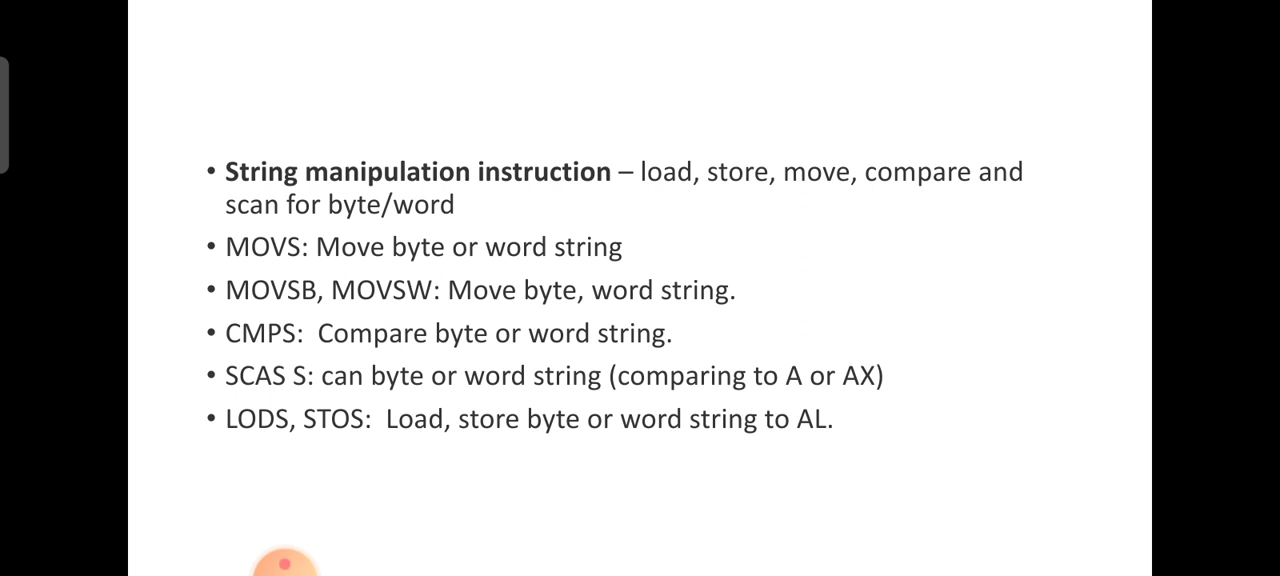 • String manipulation instruction – load, store, move, compare and
scan for byte/word
• MOVS: Move byte or word string
• MOVSB, MOVSW: Move byte, word string.
• CMPS:  Compare byte or word string.
• SCAS S: can byte or word string (comparing to A or AX)
• LODS, STOS:  Load, store byte or word string to AL.